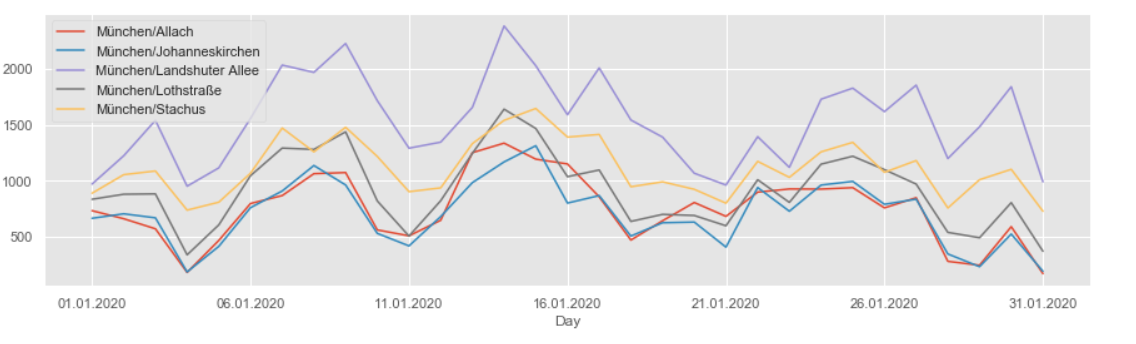 München/Allach
München/Johanneskirchen
München/Landshuter Allee
München/Lothstraße
München/Stachus
2000
1500
1000
500
01.01.2020 06.01.2020 11.01.2020 16.01.2020 21.01.2020 26.01.2020 31.01.2020
Day